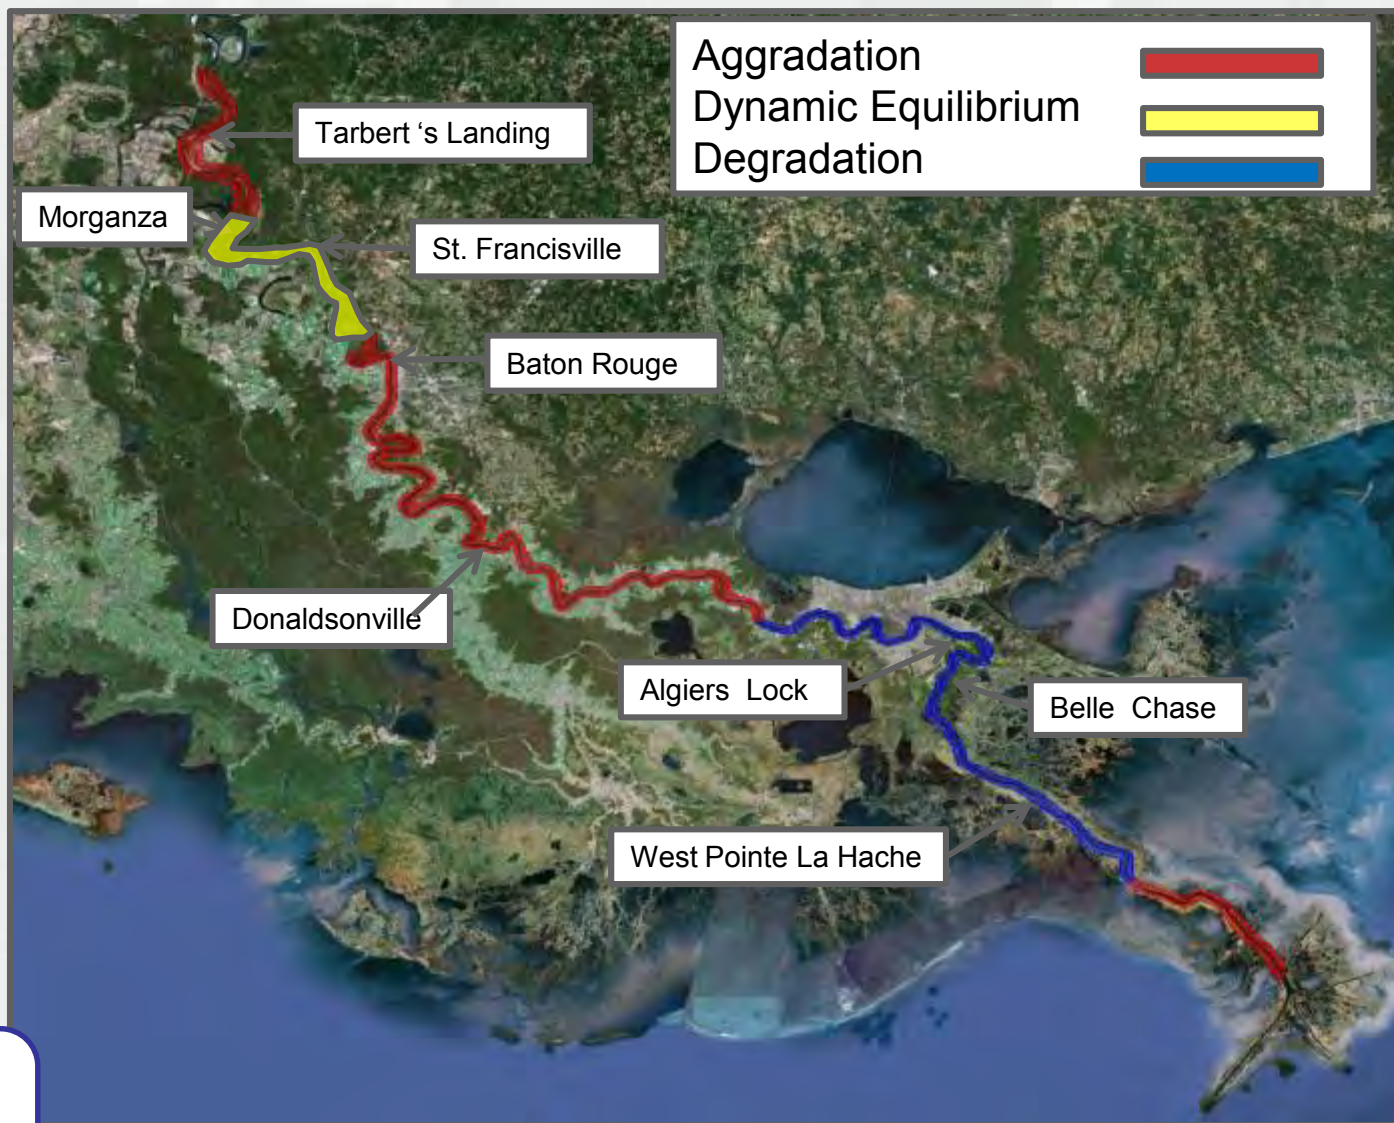 Aggradation
Dynamic Equilibrium
Degradation
Tarbert ‘s Landing
Morganza
St. Francisville
Baton Rouge
Donaldsonville
Algiers Lock
Belle Chase
West Pointe La Hache